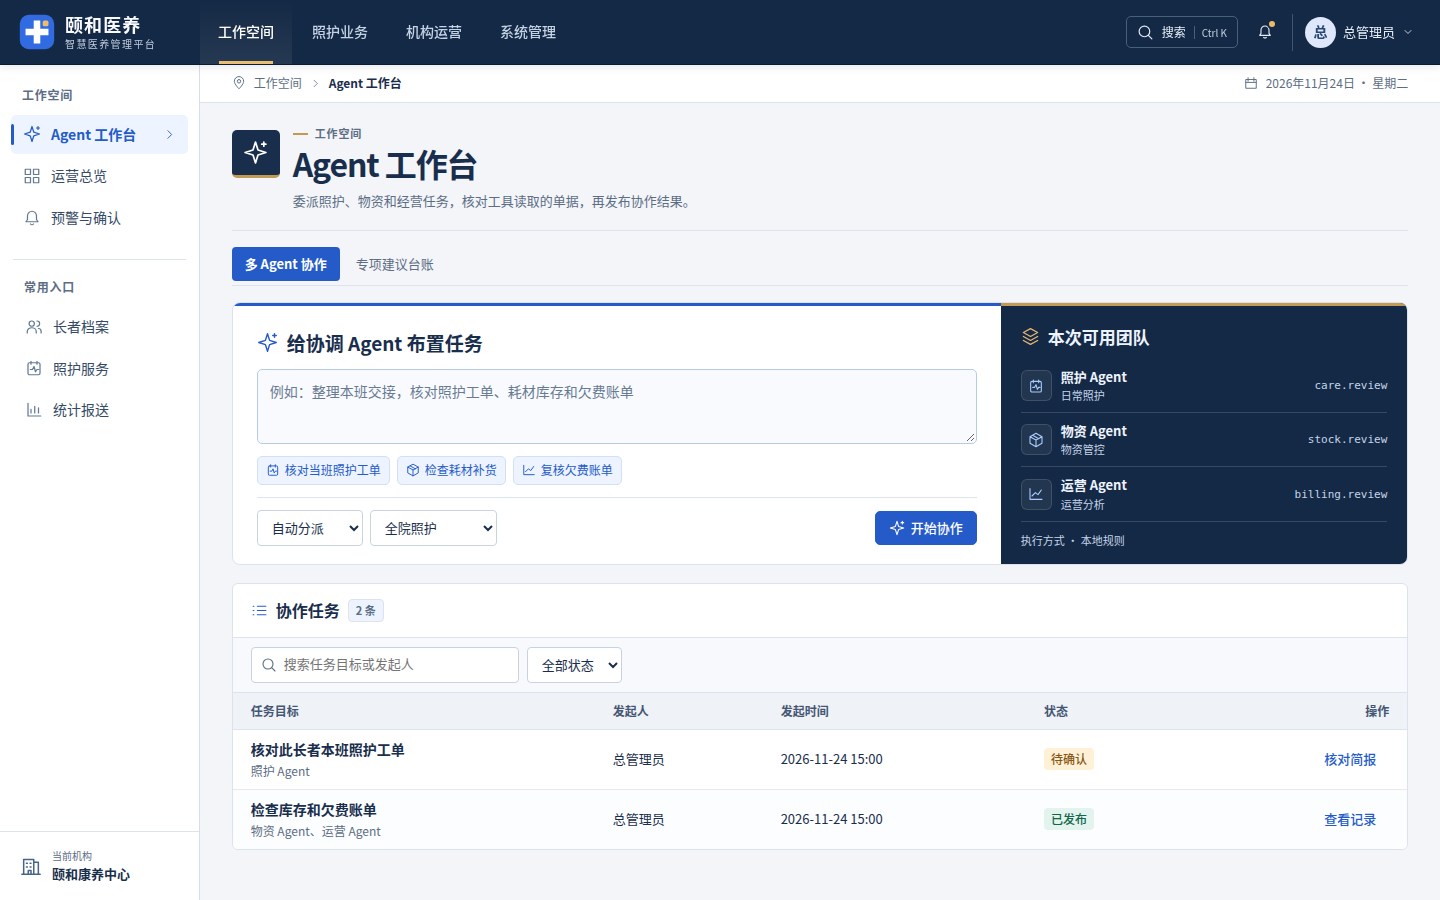 颐和医养
智慧医养管理平台
工作空间
照护业务
机构运营
系统管理
搜索
Ctrl K
总
总管理员
工作空间
Agent 工作台
运营总览
预警与确认
常用入口
长者档案
照护服务
统计报送
当前机构
颐和康养中心
工作空间
Agent 工作台
2026年11月24日 · 星期二
工作空间
Agent 工作台
委派照护、物资和经营任务，核对工具读取的单据，再发布协作结果。
多 Agent 协作
专项建议台账
给协调 Agent 布置任务
例如：整理本班交接，核对照护工单、耗材库存和欠费账单
核对当班照护工单
检查耗材补货
复核欠费账单
自动分派
全院照护
开始协作
本次可用团队
照护 Agent
日常照护
care.review
物资 Agent
物资管控
stock.review
运营 Agent
运营分析
billing.review
执行方式 · 本地规则
协作任务
2 条
搜索任务目标或发起人
全部状态
任务目标 发起人 发起时间 状态 操作
核对此长者本班照护工单
照护 Agent
总管理员
2026-11-24 15:00
待确认
核对简报
检查库存和欠费账单
物资 Agent、运营 Agent
总管理员
2026-11-24 15:00
已发布
查看记录